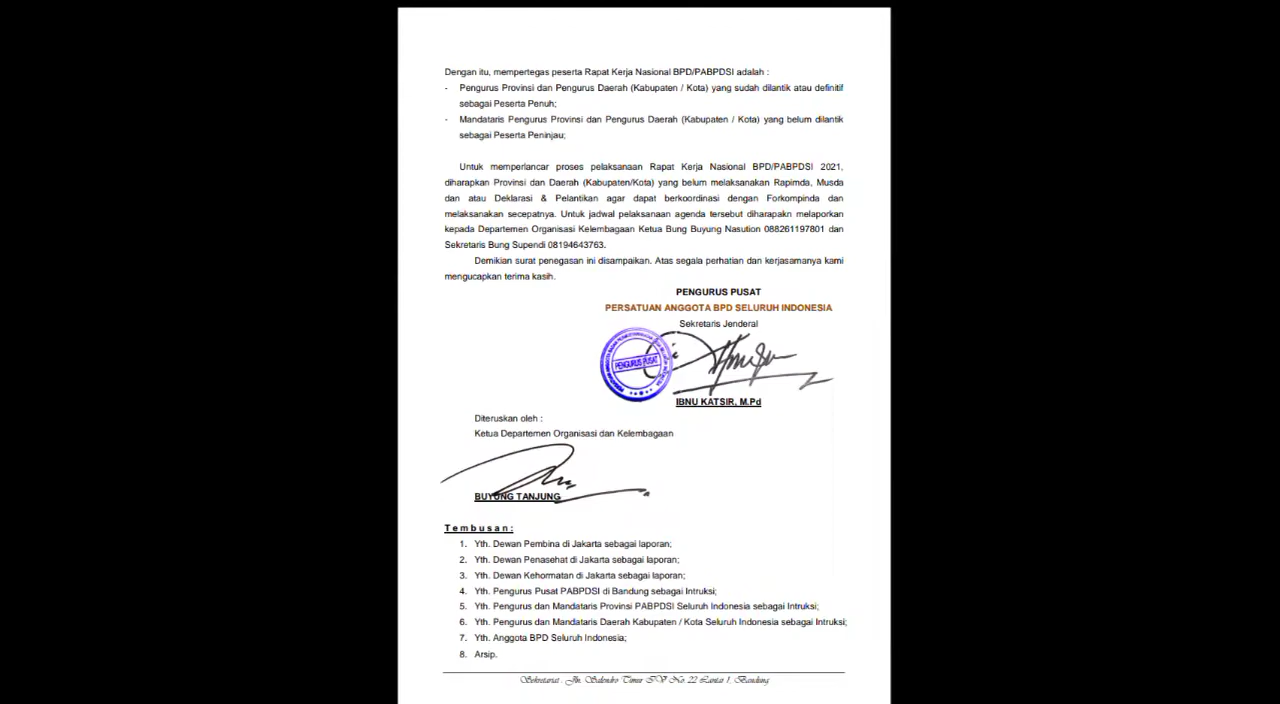 Dengan itu, mempertegas peserta Rapat Kerja Nasional BPD/PABPDSI adalah :
- Pengurus Provinsi dan Pengurus Daerah (Kabupaten / Kota) yang sudah dilantik atau definitif
sebagai Peserta Penuh;
- Mandataris Pengurus Provinsi dan Pengurus Daerah (Kabupaten / Kota) yang belum dilantik
sebagai Peserta Peninjau;
Untuk memperlancar proses pelaksanaan Rapat Kerja Nasional BPD/PABPDSI 2021,
diharapkan Provinsi dan Daerah (Kabupaten/Kota) yang belum melaksanakan Rapimda, Musda
dan atau Deklarasi & Pelantikan agar dapat berkoordinasi dengan Forkompinda dan
melaksanakan secepatnya. Untuk jadwal pelaksanaan agenda tersebut diharapakn melaporkan
kepada Departemen Organisasi Kelembagaan Ketua Bung Buyung Nasution 088261197801 dan
Sekretaris Bung Supendi 08194643763.
Demikian surat penegasan ini disampaikan. Atas segala perhatian dan kerjasamanya kami
mengucapkan terima kasih.
PENGURUS PUSAT
PERSATUAN ANGGOTA BPD SELURUH INDONESIA
Sekretaris Jenderal
PENGURUS PUSAT
IBNU KATSIR, M.Pd
Diteruskan oleh :
Ketua Departemen Organisasi dan Kelembagaan
BUYUNG TANJUNG
Tembusan:
1. Yth. Dewan Pembina di Jakarta sebagai laporan;
2. Yth. Dewan Penasehat di Jakarta sebagai laporan;
3. Yth. Dewan Kehormatan di Jakarta sebagai laporan;
4. Yth. Pengurus Pusat PABPDSI di Bandung sebagai Intruksi;
5. Yth. Pengurus dan Mandataris Provinsi PABPDSI Seluruh Indonesia sebagai Intruksi;
6. Yth. Pengurus dan Mandataris Daerah Kabupaten / Kota Seluruh Indonesia sebagai Intruksi;
7. Yth. Anggota BPD Seluruh Indonesia;
8. Arsip.
Sekretariat : Jln. Salendro Timur IV No. 22 Lantai 1, Bandung